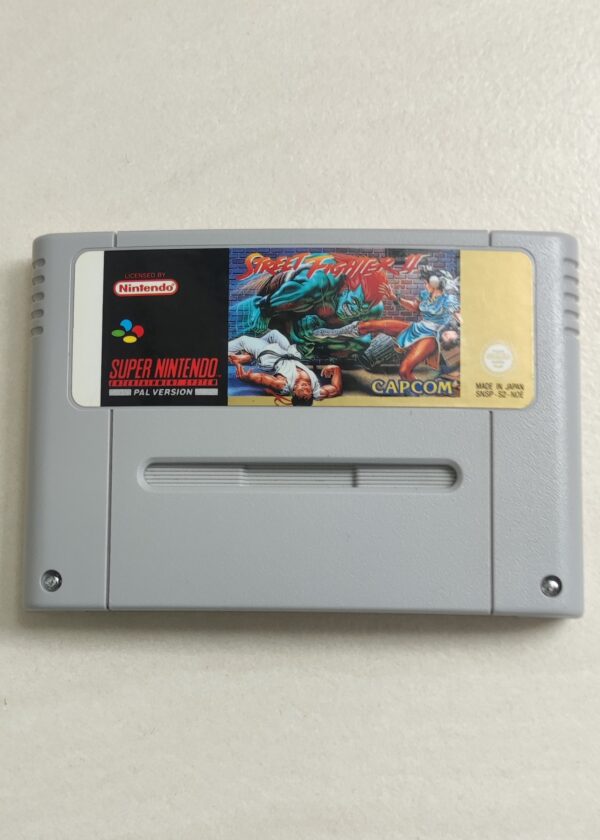 LICENSED BY
Nintendo
SUPER NINTENDO
ENTERTAINMENT SYSTEM
PAL VERSION
STREET FIGHTER II
CAPCOM
MADE IN JAPAN
SNSP-S2-NOE